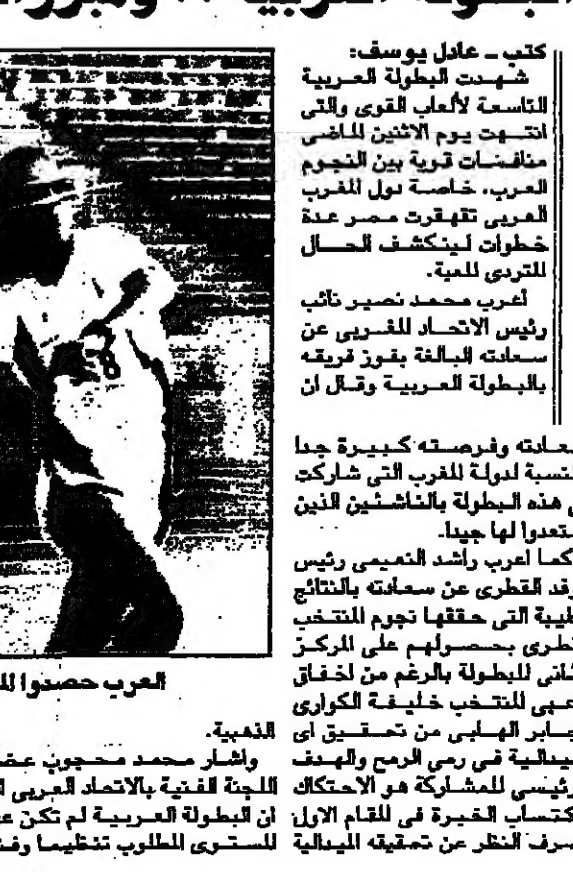 البطولة العربية
كتب ـ عادل يوسف:
شهدت البطولة العربية
التاسعة لألعاب القوى والتى
انتهت يوم الاثنين الماضى
منافسات قوية بين النجوم
العرب، خاصة دول المغرب
العربى تقهقرت مصر عدة
خطوات لينكشف الحال
المتردى للعبة.
أعرب محمد نصير نائب
رئيس الاتحاد المغربى عن
سعادته البالغة بفوز فريقه
بالبطولة العربية وقال ان
سعادته وفرصته كبيرة جدا
بالنسبة لدولة المغرب التى شاركت
هذه البطولة بالناشئين الذين
استعدوا لها جيدا.
كما اعرب راشد النعيمى رئيس
القطرى عن سعادته بالنتائج
الطيبة التى حققها نجوم المنتخب
القطرى بحصولهم على المركز
الثانى للبطولة بالرغم من اخفاق
لاعبى المنتخب خليفة الكوارى
وجابر الهلبى من تحقيق اى
ميدالية فى رمى الرمح والهدف
الرئيسى للمشاركة هو الاحتكاك
واكتساب الخبرة فى المقام الاول
بصرف النظر عن تحقيقه الميدالية
العرب حصدوا
الذهبية.
واشار محمد محجوب عضو
اللجنة الفنية بالاتحاد العربى
ان البطولة العربية لم تكن
للمستوى المطلوب تنظيما